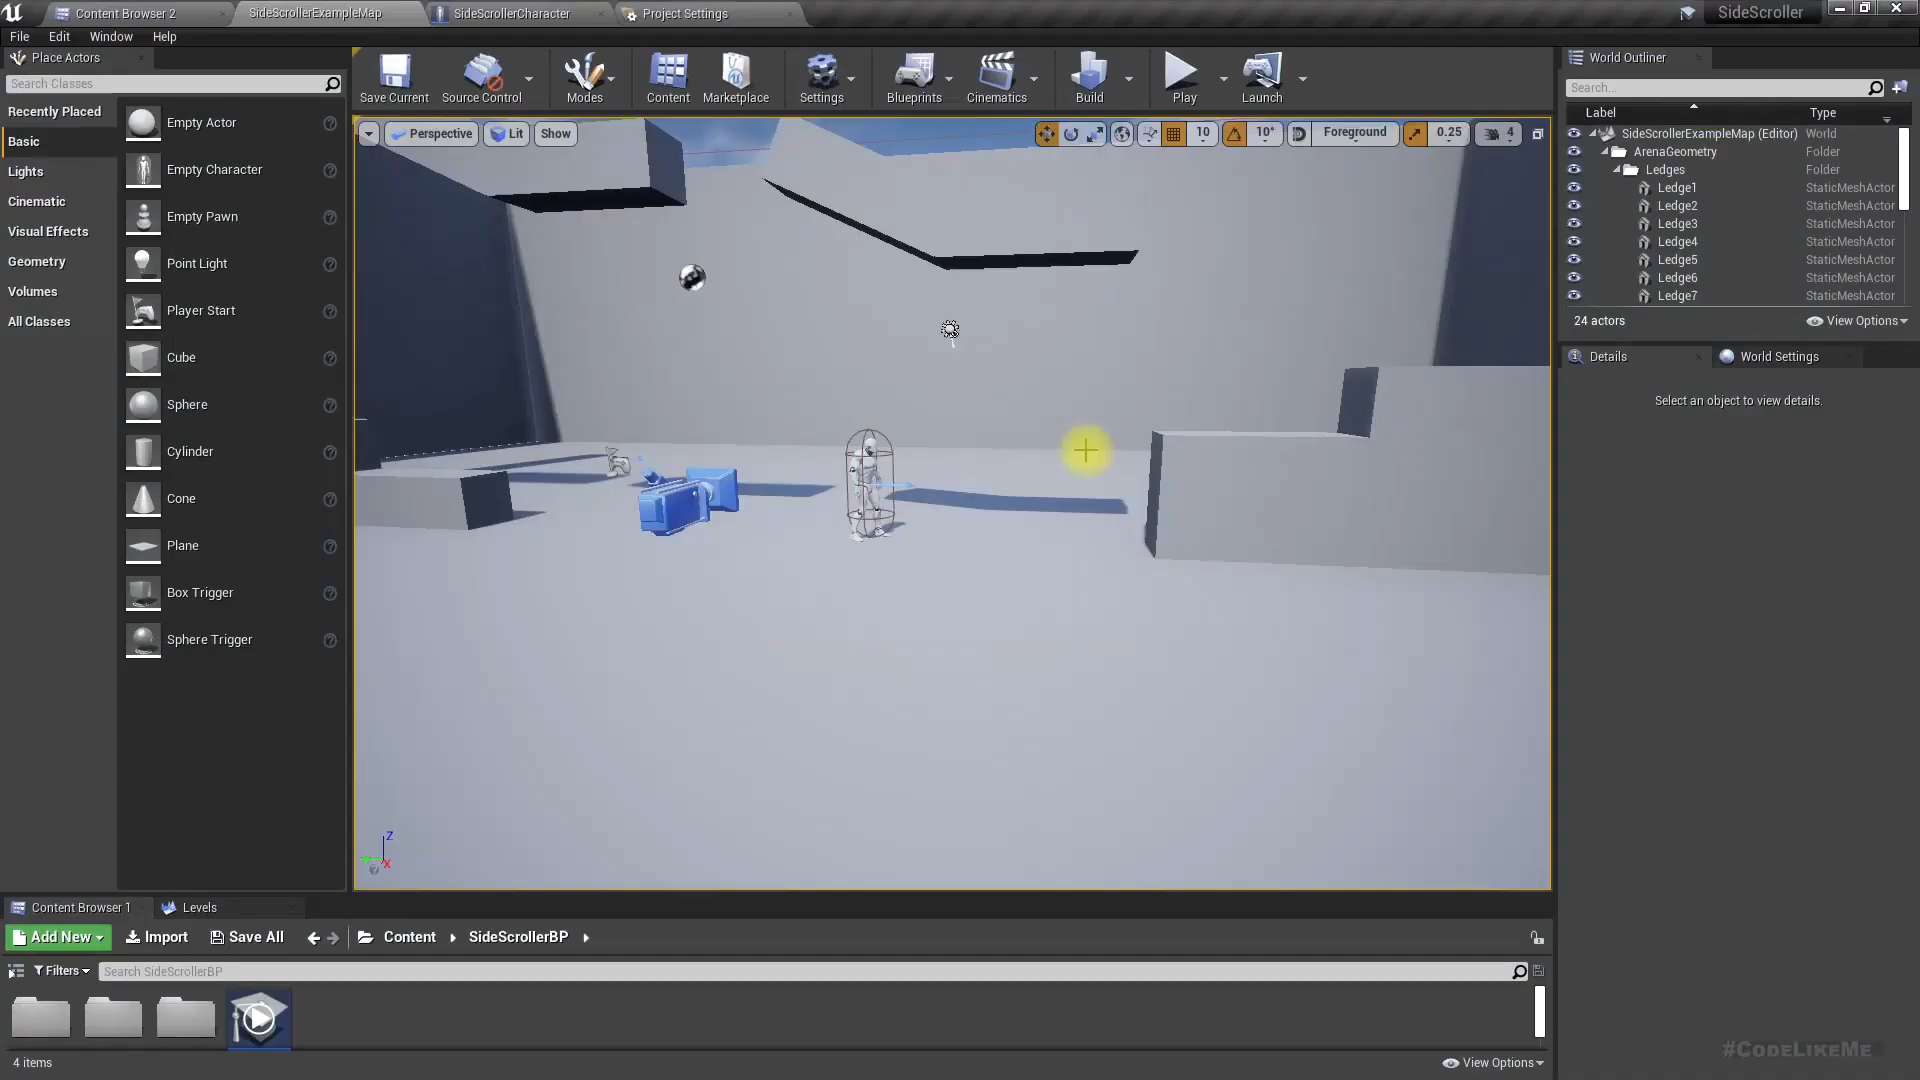 Content Browser 2
SideScrollerExampleMap
SideScrollerCharacter
Project Settings
SideScroller
File
Edit
Window
Help
Place Actors
Search Classes
Recently Placed
Basic
Lights
Cinematic
Visual Effects
Geometry
Volumes
All Classes
Empty Actor
Empty Character
Empty Pawn
Point Light
Player Start
Cube
Sphere
Cylinder
Cone
Plane
Box Trigger
Sphere Trigger
Save Current
Source Control
Modes
Content
Marketplace
Settings
Blueprints
Cinematics
Build
Play
Launch
Perspective
Lit
Show
10
10°
Foreground
0.25
4
Z
X
World Outliner
Search...
Label
Type
SideScrollerExampleMap (Editor) World
ArenaGeometry Folder
Ledges Folder
Ledge1 StaticMeshActor
Ledge2 StaticMeshActor
Ledge3 StaticMeshActor
Ledge4 StaticMeshActor
Ledge5 StaticMeshActor
Ledge6 StaticMeshActor
Ledge7 StaticMeshActor
24 actors
View Options
Details
World Settings
Select an object to view details.
Content Browser 1
Levels
Add New
Import
Save All
Content
SideScrollerBP
Filters
Search SideScrollerBP
4 items
View Options
#CodeLikeMe